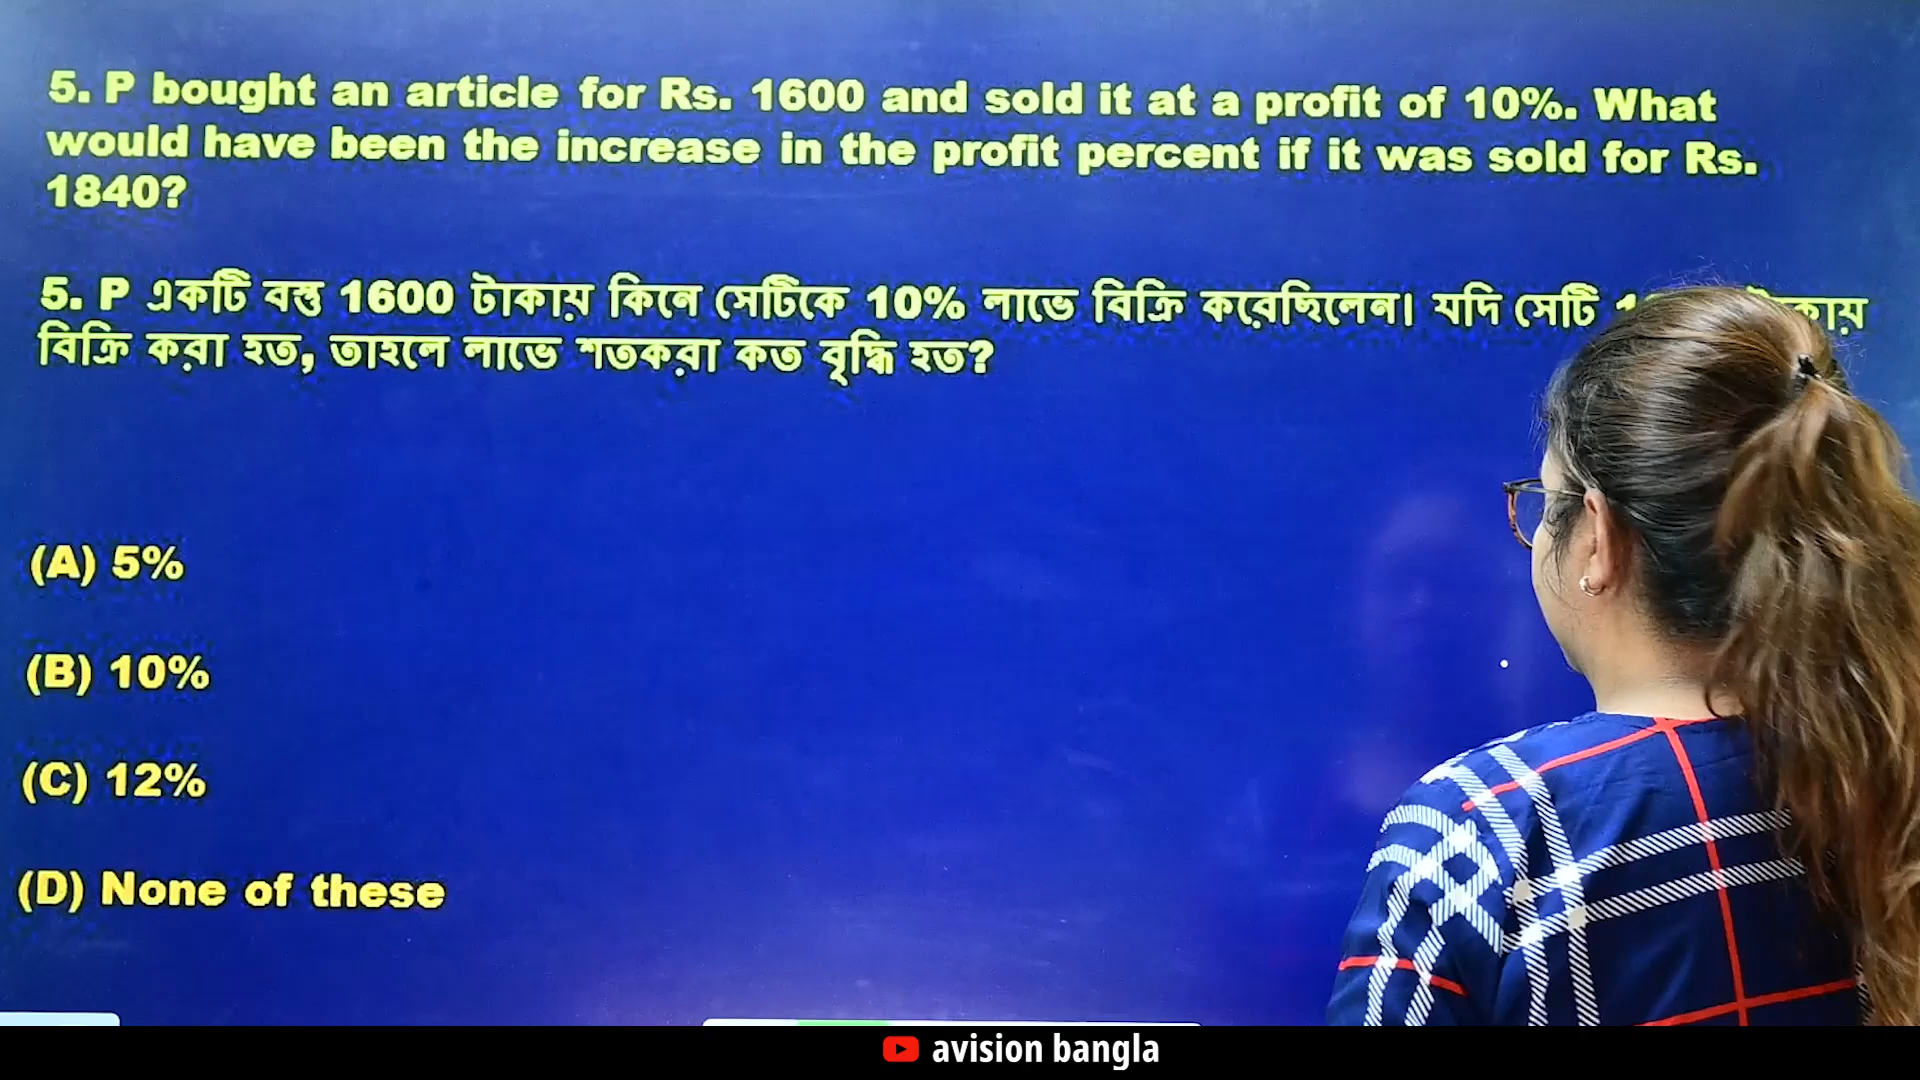 5. P bought an article for Rs. 1600 and sold it at a profit of 10%. What
would have been the increase in the profit percent if it was sold for Rs.
1840?
5. P একটি বস্তু 1600 টাকায় কিনে সেটিকে 10% লাভে বিক্রি করেছিলেন। যদি সেটি
বিক্রি করা হত, তাহলে লাভে শতকরা কত বৃদ্ধি হত?
(A) 5%
(B) 10%
(C) 12%
(D) None of these
avision bangla